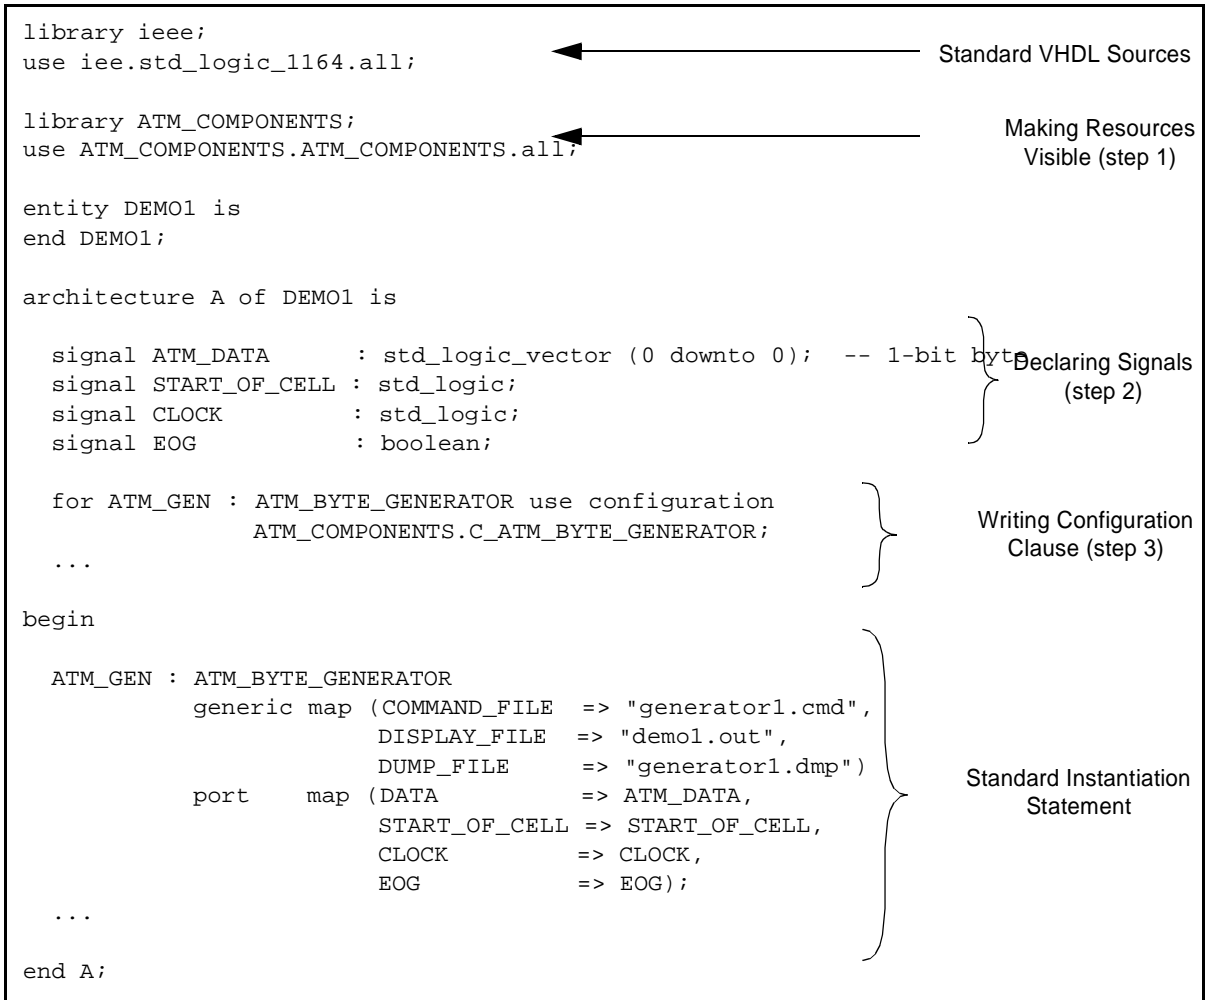 library ieee;
use iee.std_logic_1164.all;
Standard VHDL Sources
library ATM_COMPONENTS;
use ATM_COMPONENTS.ATM_COMPONENTS.all;
Making Resources
Visible (step 1)
entity DEMO1 is
end DEMO1;
architecture A of DEMO1 is
signal ATM_DATA      : std_logic_vector (0 downto 0);  -- 1-bit byte
signal START_OF_CELL : std_logic;
signal CLOCK         : std_logic;
signal EOG           : boolean;
Declaring Signals
(step 2)
for ATM_GEN : ATM_BYTE_GENERATOR use configuration
ATM_COMPONENTS.C_ATM_BYTE_GENERATOR;
...
Writing Configuration
Clause (step 3)
begin
ATM_GEN : ATM_BYTE_GENERATOR
generic map (COMMAND_FILE  => "generator1.cmd",
DISPLAY_FILE  => "demo1.out",
DUMP_FILE     => "generator1.dmp")
port    map (DATA          => ATM_DATA,
START_OF_CELL => START_OF_CELL,
CLOCK         => CLOCK,
EOG           => EOG);
...
Standard Instantiation
Statement
end A;